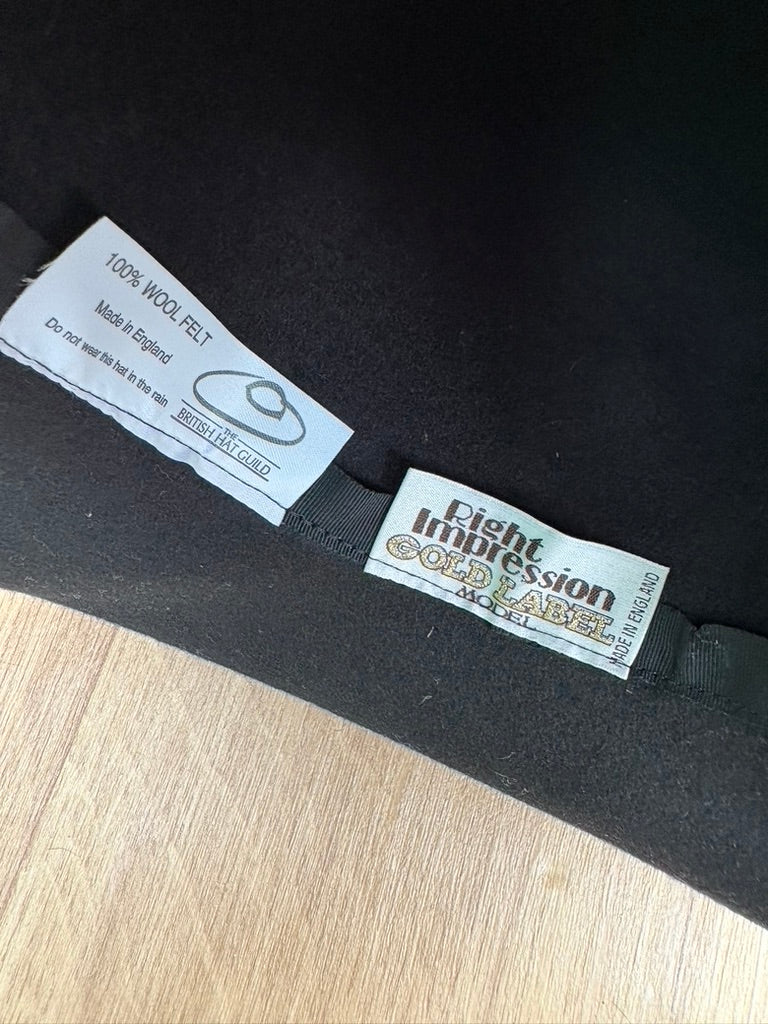 100% WOOL FELT
Made in England
Do not wear this hat in the rain
THE
BRITISH HAT GUILD
Right
Impression
GOLD LABEL
MODEL
MADE IN ENGLAND